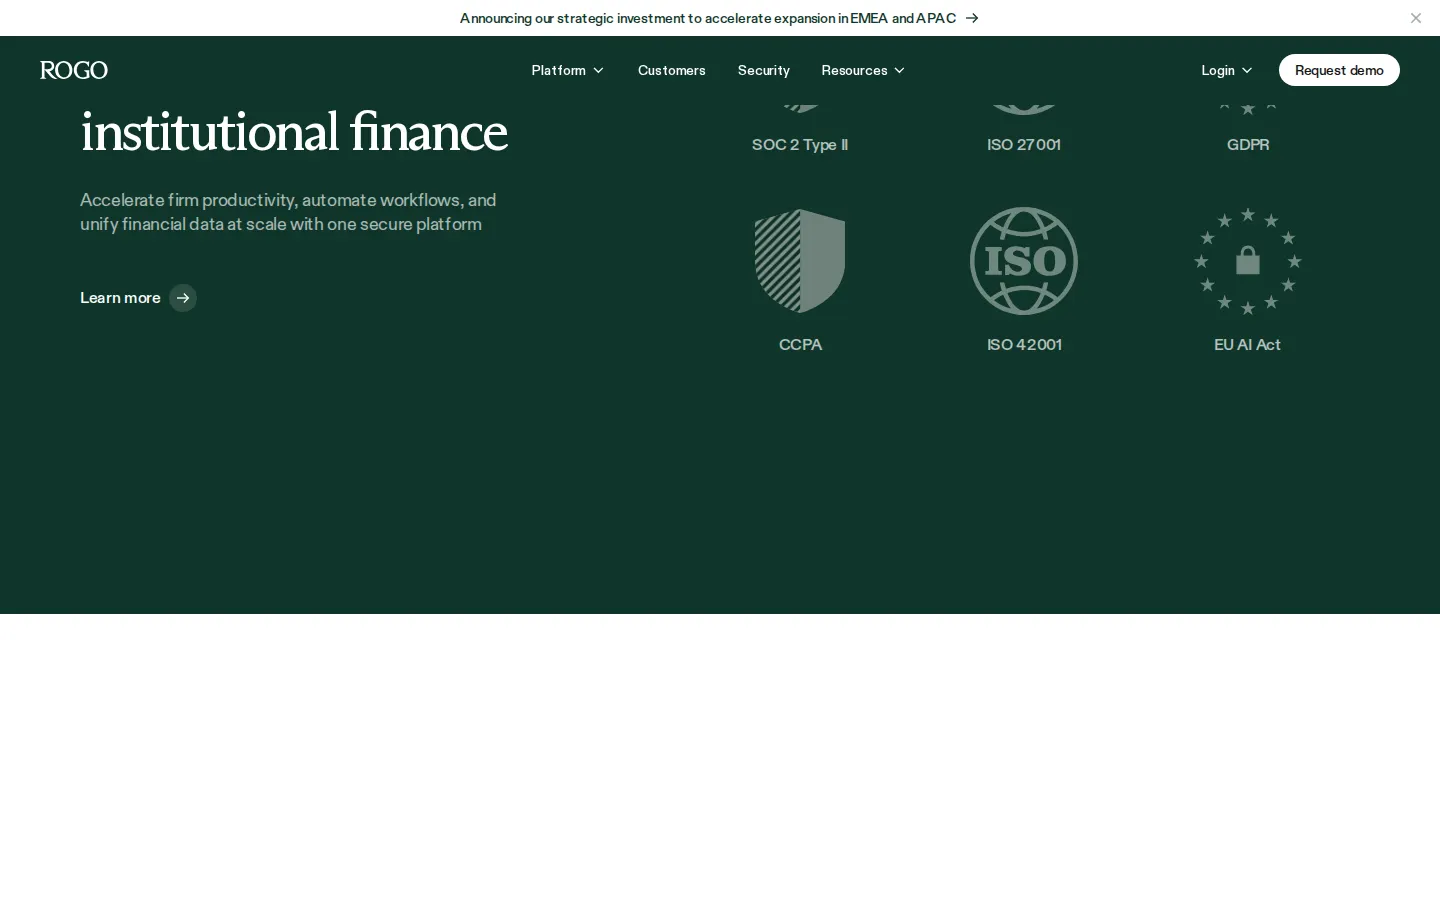 Announcing our strategic investment to accelerate expansion in EMEA and APAC
ROGO
Platform
Customers
Security
Resources
Login
Request demo
institutional finance
Accelerate firm productivity, automate workflows, and
unify financial data at scale with one secure platform
Learn more
SOC 2 Type II
ISO 27001
GDPR
ISO
CCPA
ISO 42001
EU AI Act